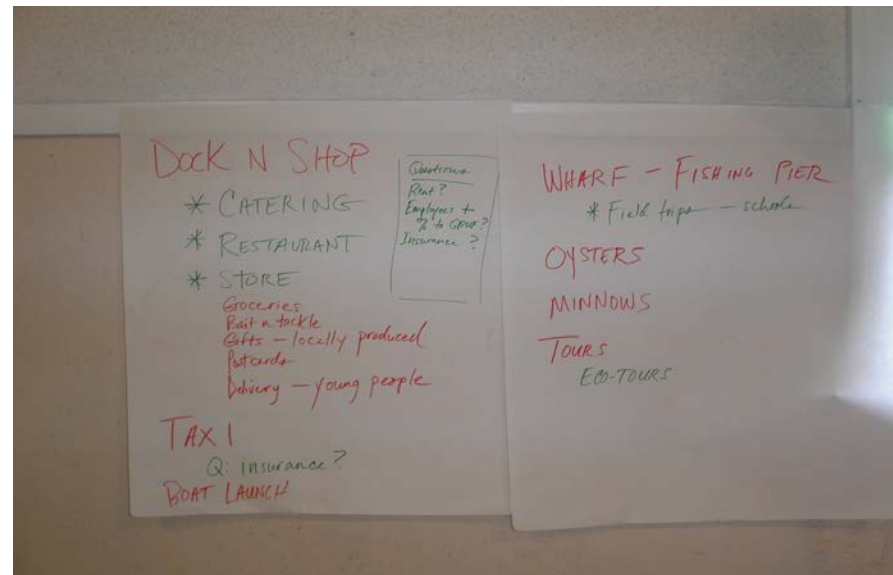 DOCK N SHOP
* CATERING
* RESTAURANT
* STORE
Groceries
Bait n tackle
Gifts - locally produced
Postcards
Delivery - young people
TAXI
Q: insurance?
BOAT LAUNCH
Questions
Rent?
Employees +
% to Group?
Insurance?
WHARF - FISHING PIER
* Field trips - schools
OYSTERS
MINNOWS
TOURS
ECO-TOURS